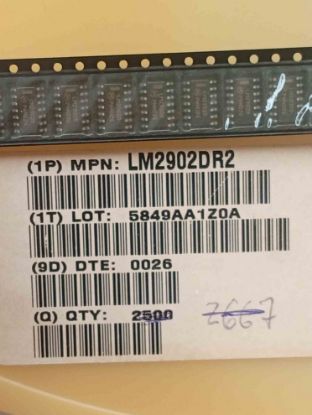 (1P) MPN: LM2902DR2
(1T) LOT: 5849AA1Z0A
(9D) DTE: 0026
(Q) QTY: 2500 2667